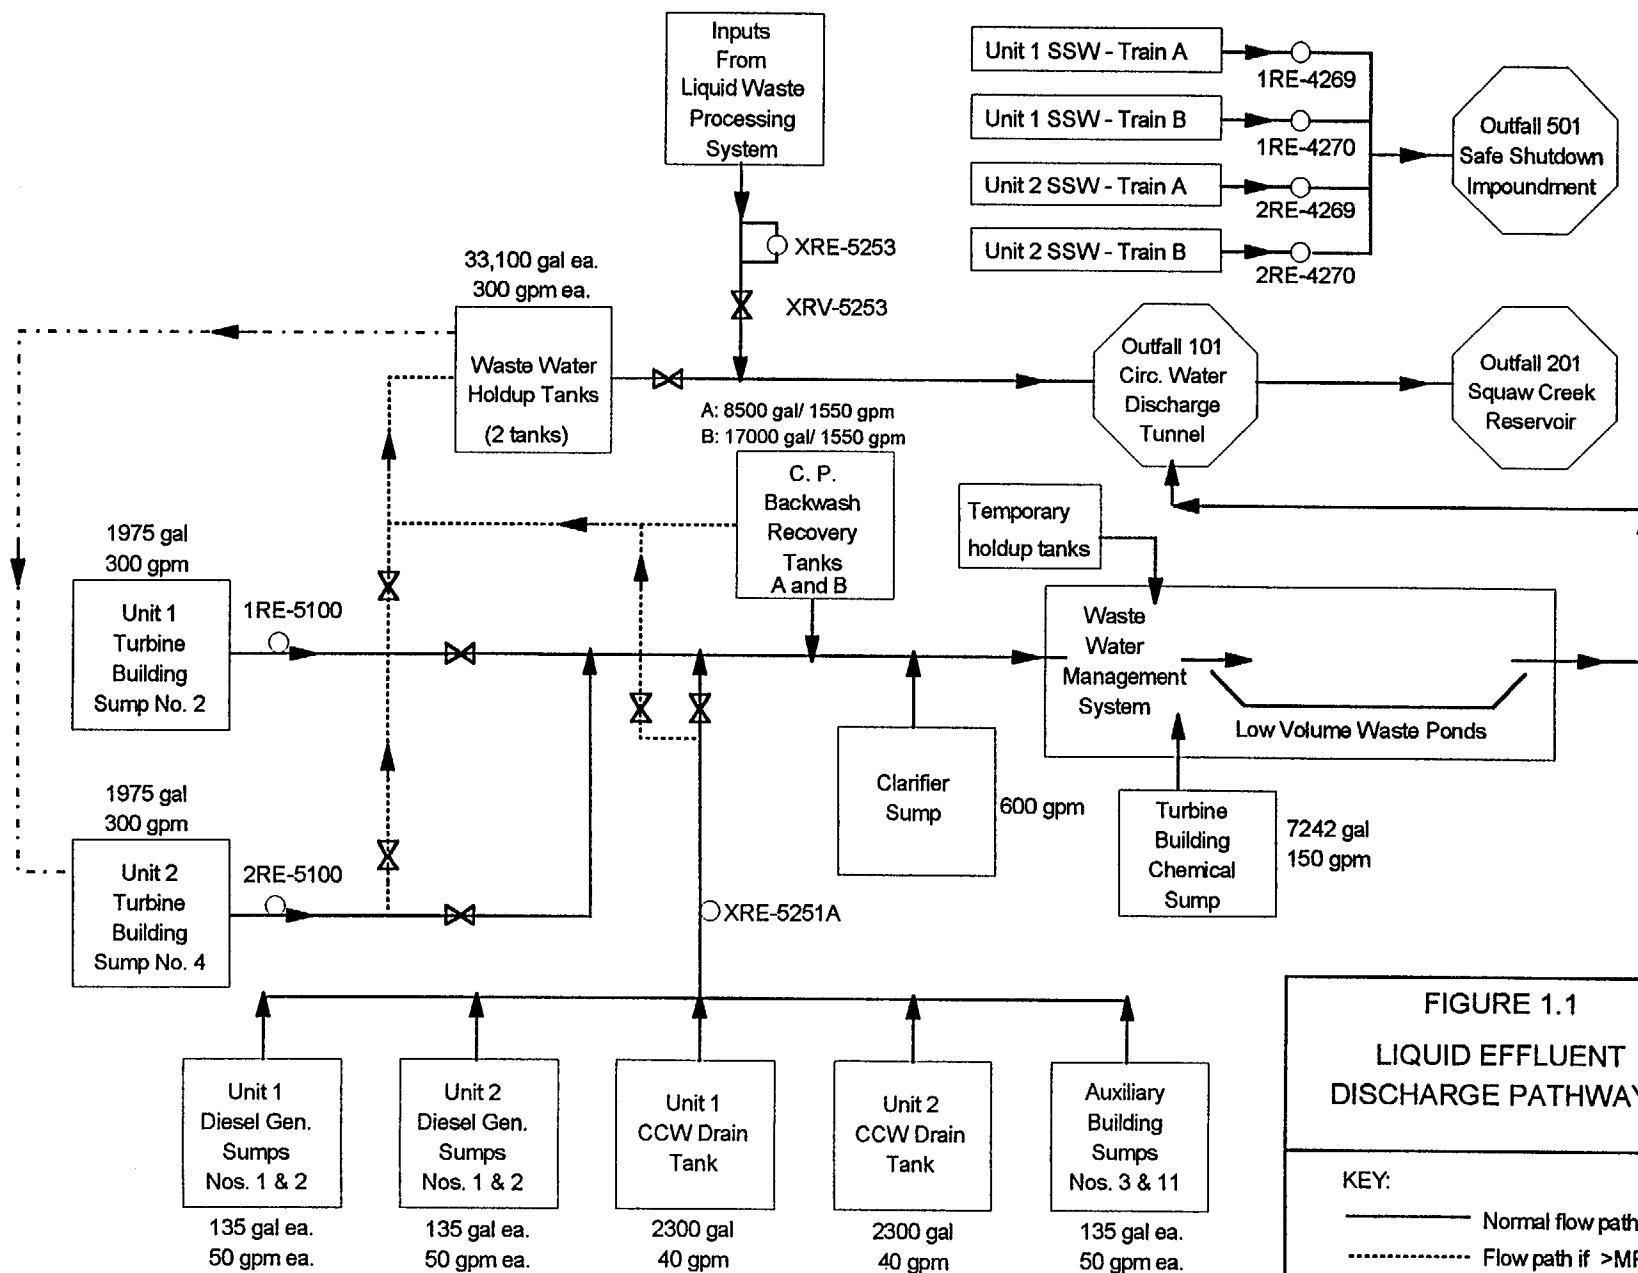 Inputs
From
Liquid Waste
Processing
System
XRE-5253
XRV-5253
Unit 1 SSW - Train A
1RE-4269
Unit 1 SSW - Train B
1RE-4270
Unit 2 SSW - Train A
2RE-4269
Unit 2 SSW - Train B
2RE-4270
Outfall 501
Safe Shutdown
Impoundment
33,100 gal ea.
300 gpm ea.
Waste Water
Holdup Tanks
(2 tanks)
Outfall 101
Circ. Water
Discharge
Tunnel
Outfall 201
Squaw Creek
Reservoir
A: 8500 gal/ 1550 gpm
B: 17000 gal/ 1550 gpm
C. P.
Backwash
Recovery
Tanks
A and B
Temporary
holdup tanks
1975 gal
300 gpm
Unit 1
Turbine
Building
Sump No. 2
1RE-5100
Waste
Water
Management
System
Low Volume Waste Ponds
Clarifier
Sump
600 gpm
Turbine
Building
Chemical
Sump
7242 gal
150 gpm
1975 gal
300 gpm
Unit 2
Turbine
Building
Sump No. 4
2RE-5100
XRE-5251A
Unit 1
Diesel Gen.
Sumps
Nos. 1 & 2
135 gal ea.
50 gpm ea.
Unit 2
Diesel Gen.
Sumps
Nos. 1 & 2
135 gal ea.
50 gpm ea.
Unit 1
CCW Drain
Tank
2300 gal
40 gpm
Unit 2
CCW Drain
Tank
2300 gal
40 gpm
Auxiliary
Building
Sumps
Nos. 3 & 11
135 gal ea.
50 gpm ea.
FIGURE 1.1
LIQUID EFFLUENT
DISCHARGE PATHWAY
KEY:
Normal flow path
Flow path if